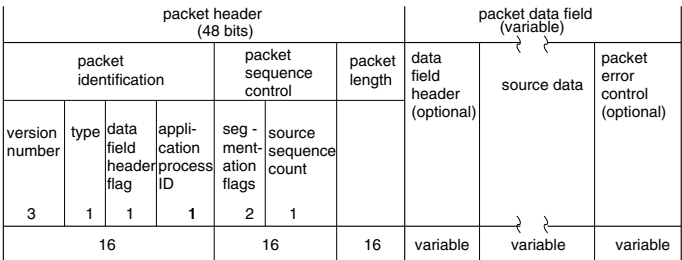 packet header
(48 bits)
packet data field
(variable)
packet
identification
packet
sequence
control
packet
length
data
field
header
(optional)
source data
packet
error
control
(optional)
version
number
type
data
field
header
flag
appli-
cation
process
ID
seg -
ment-
ation
flags
source
sequence
count
3
1
1
1
2
1
16
16
16
variable
variable
variable